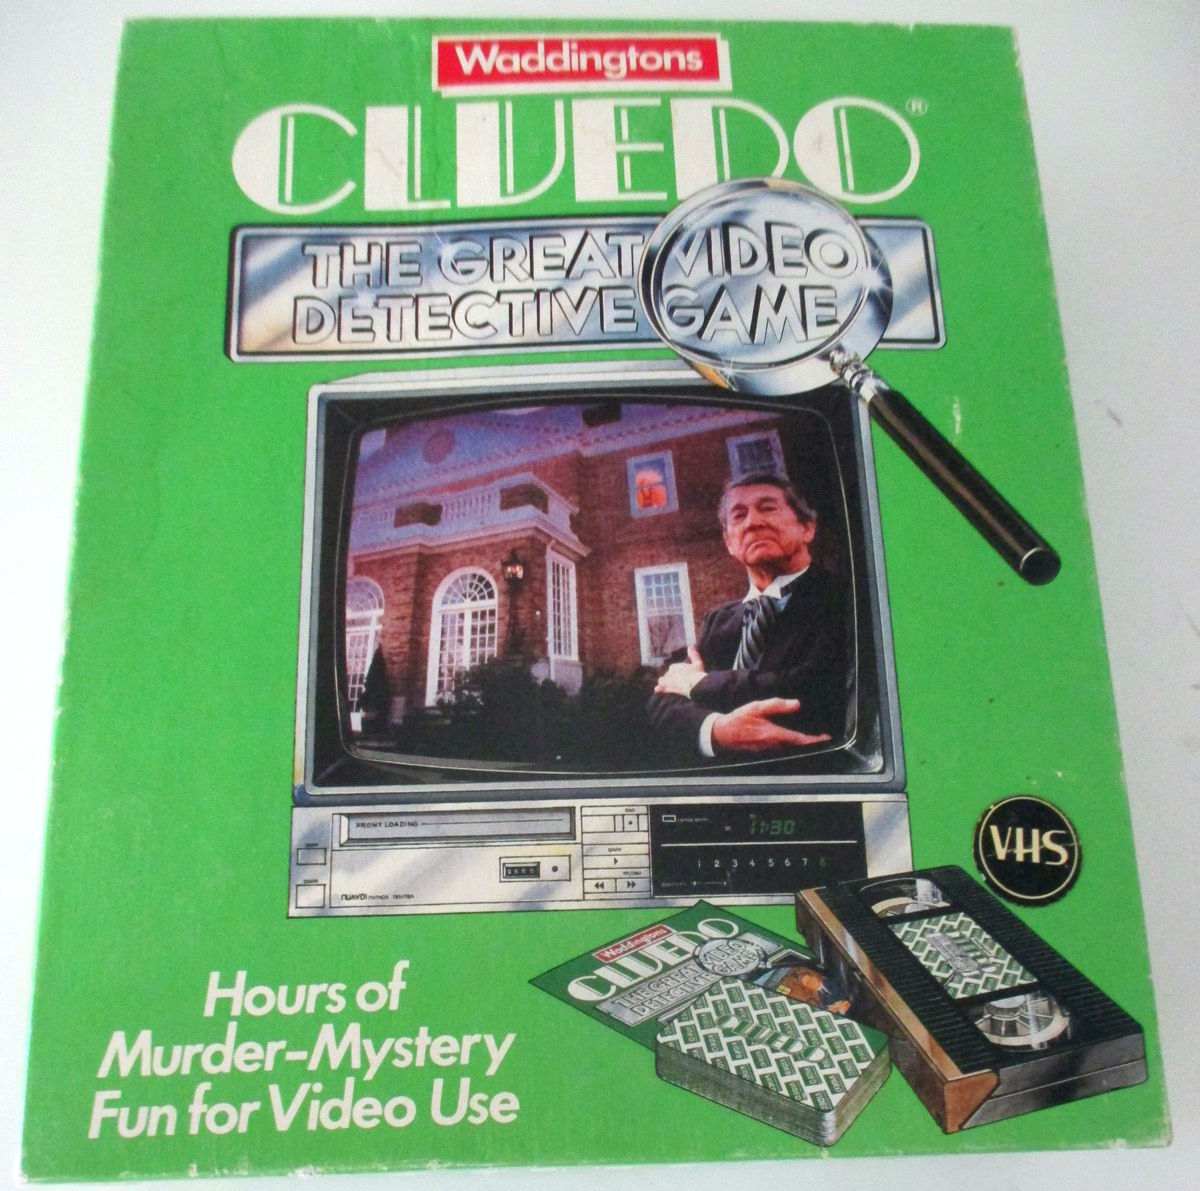 Waddingtons
CLUEDO®
THE GREAT VIDEO
DETECTIVE GAME
FRONT LOADING
11:30
1 2 3 4 5 6 7 8
VHS
Waddingtons
CLUEDO
THE GREAT VIDEO
DETECTIVE GAME
CLUEDO
Hours of
Murder-Mystery
Fun for Video Use